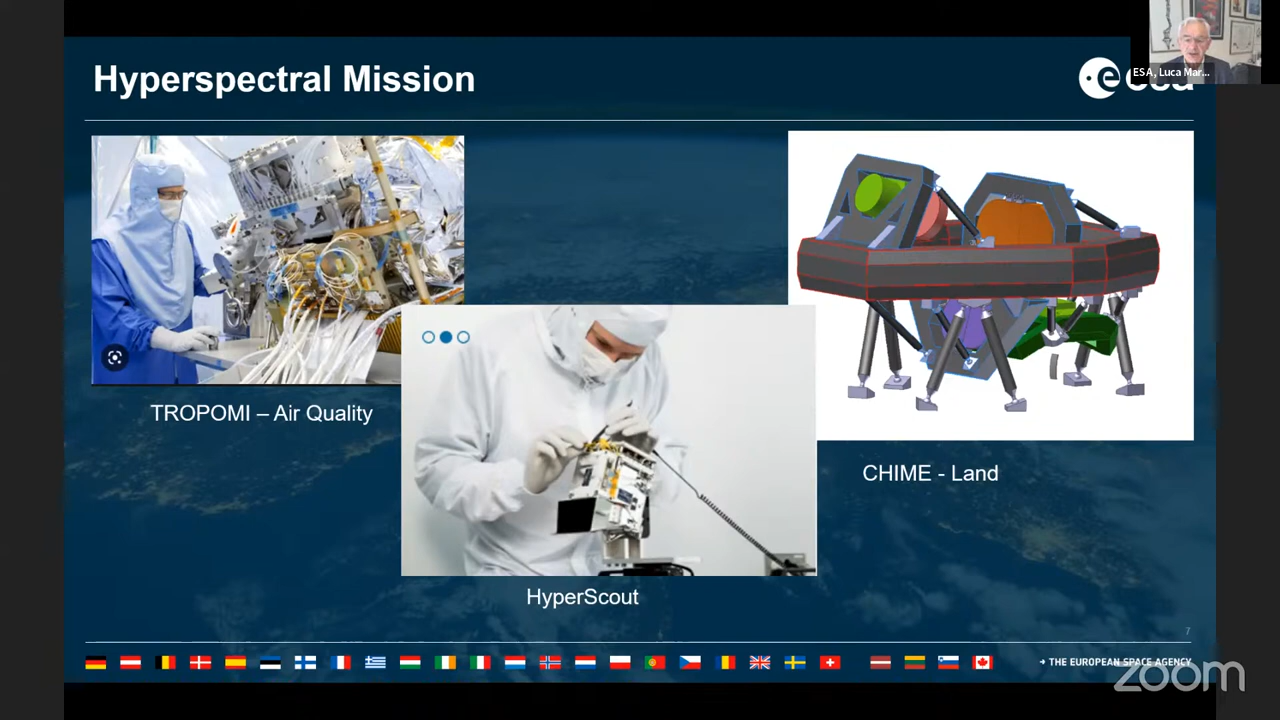 Hyperspectral Mission
esa
ESA, Luca Mar...
TROPOMI – Air Quality
CHIME - Land
HyperScout
7
→ THE EUROPEAN SPACE AGENCY
zoom